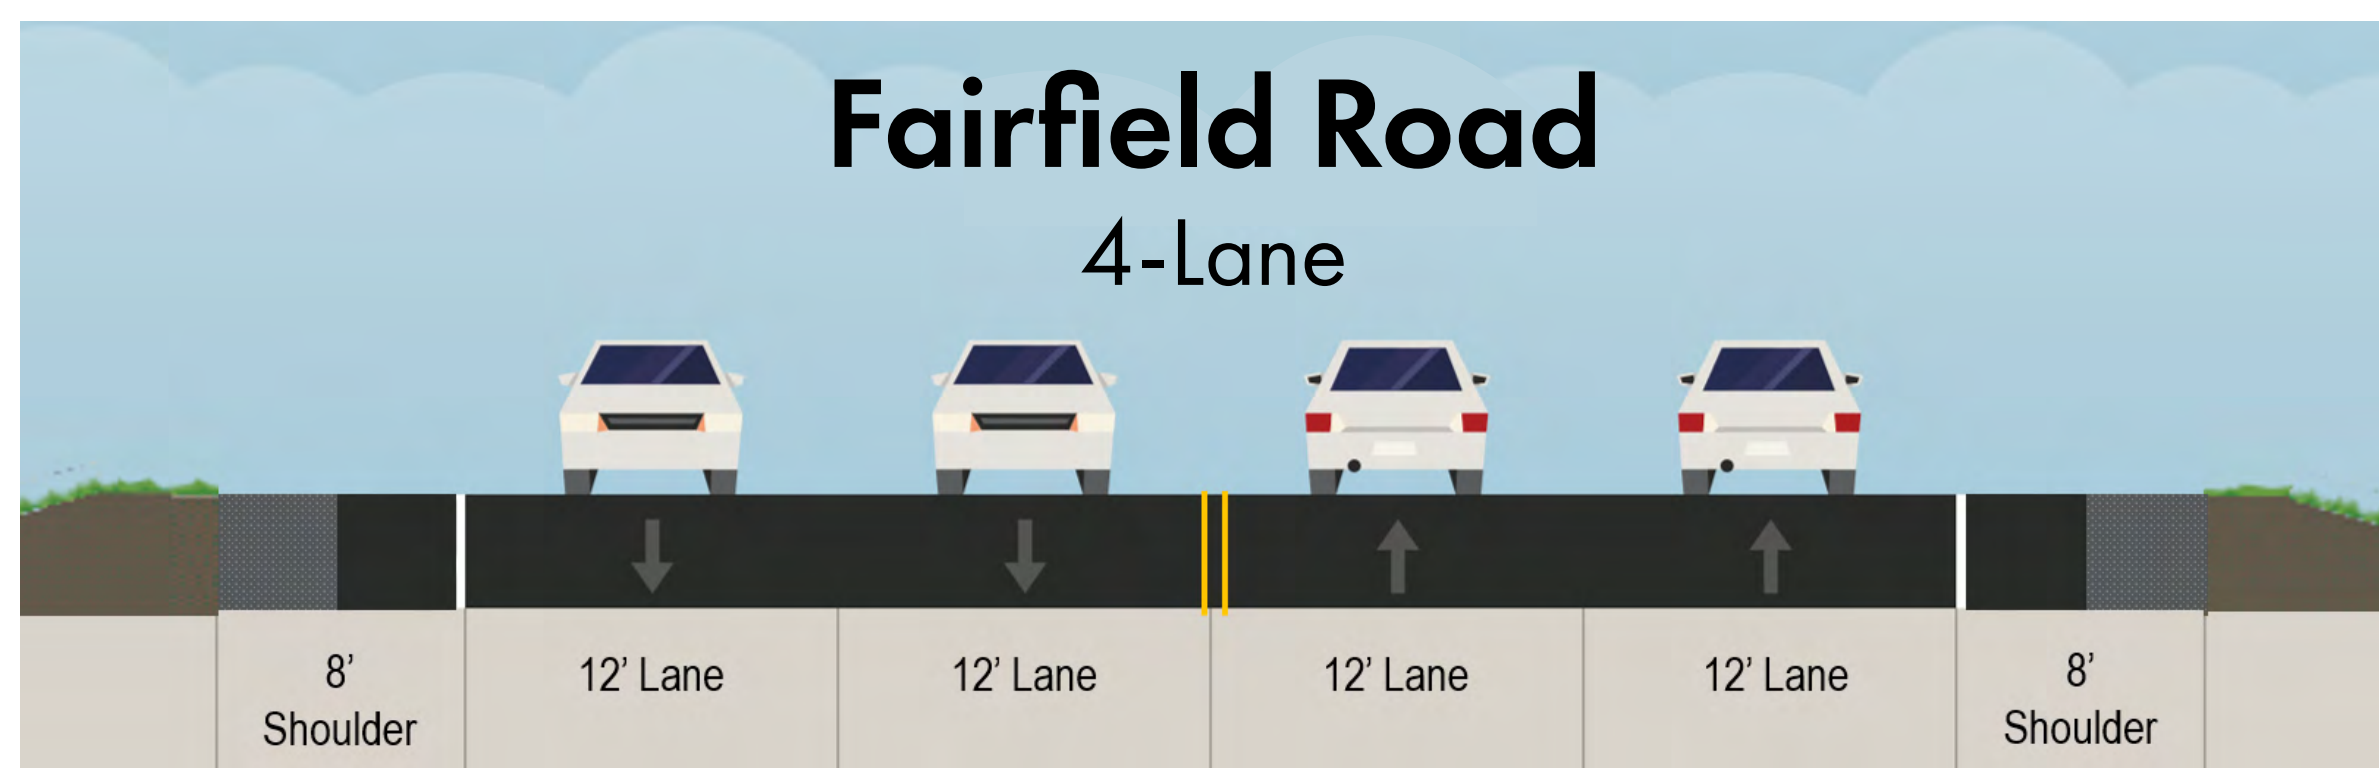 Fairfield Road
4-Lane
8’
Shoulder
12’ Lane
12’ Lane
12’ Lane
12’ Lane
8’
Shoulder